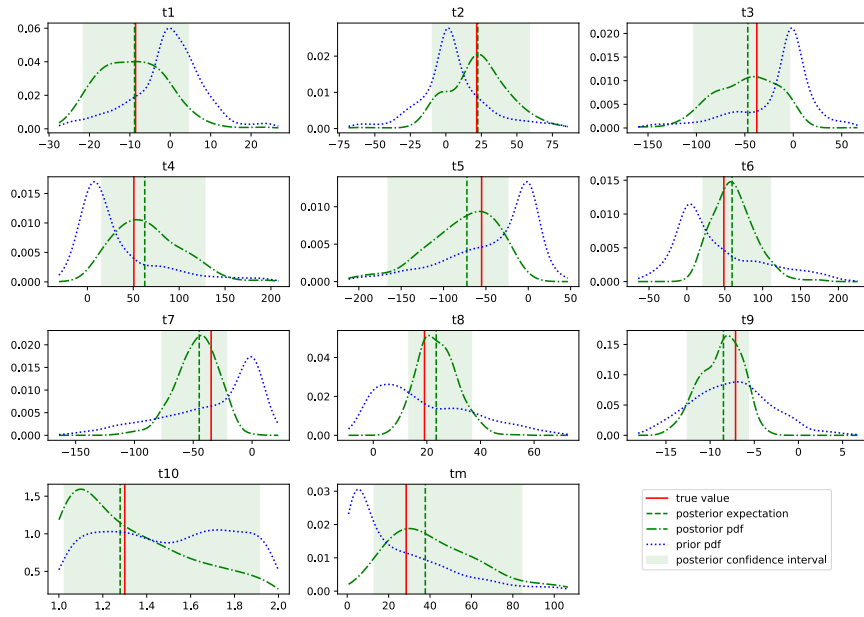 t1
t2
t3
0.06
0.04
0.02
0.00
−30 −20 −10 0 10 20
0.02
0.01
0.00
−75 −50 −25 0 25 50 75
0.020
0.015
0.010
0.005
0.000
−150 −100 −50 0 50
t4
t5
t6
0.015
0.010
0.005
0.000
0 50 100 150 200
0.010
0.005
0.000
−200 −150 −100 −50 0 50
0.015
0.010
0.005
0.000
−50 0 50 100 150 200
t7
t8
t9
0.020
0.015
0.010
0.005
0.000
−150 −100 −50 0
0.04
0.02
0.00
0 20 40 60
0.15
0.10
0.05
0.00
−15 −10 −5 0 5
t10
tm
1.5
1.0
0.5
1.0 1.2 1.4 1.6 1.8 2.0
0.03
0.02
0.01
0.00
0 20 40 60 80 100
true value
posterior expectation
postorior pdf
prior pdf
posterior confidence interval